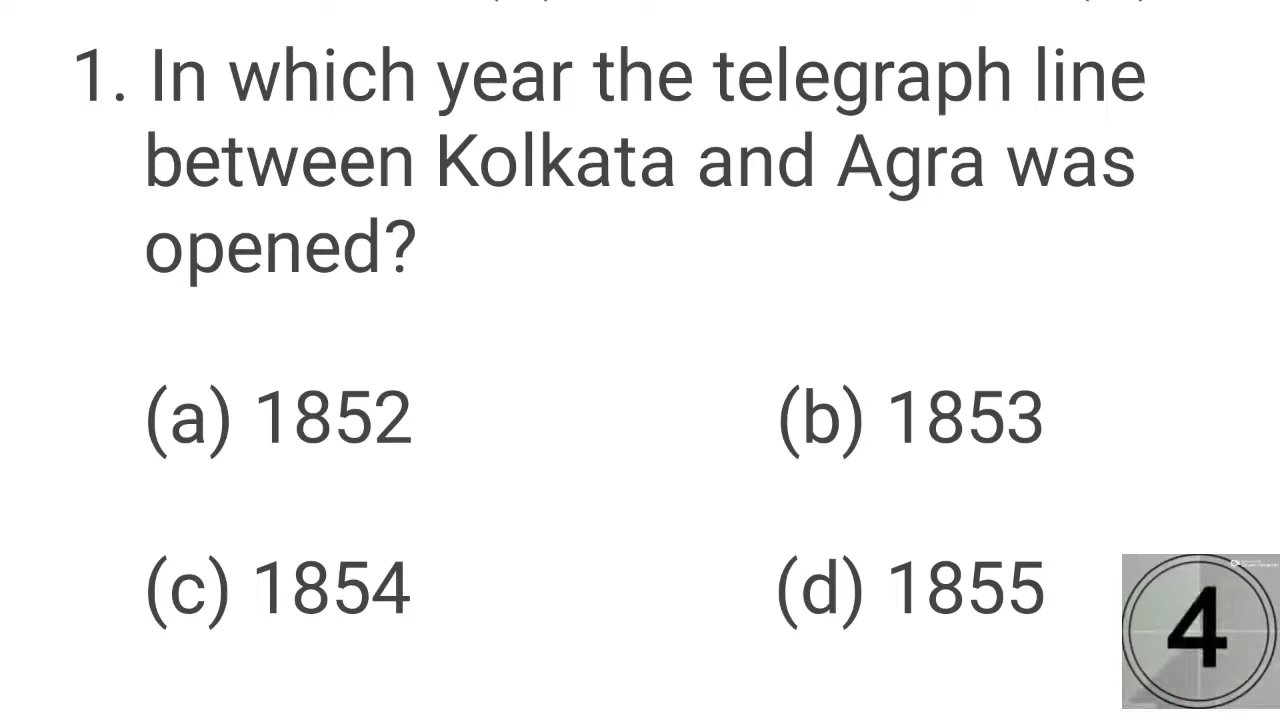 1. In which year the telegraph line
between Kolkata and Agra was
opened?
(a) 1852
(b) 1853
(c) 1854
(d) 1855
4